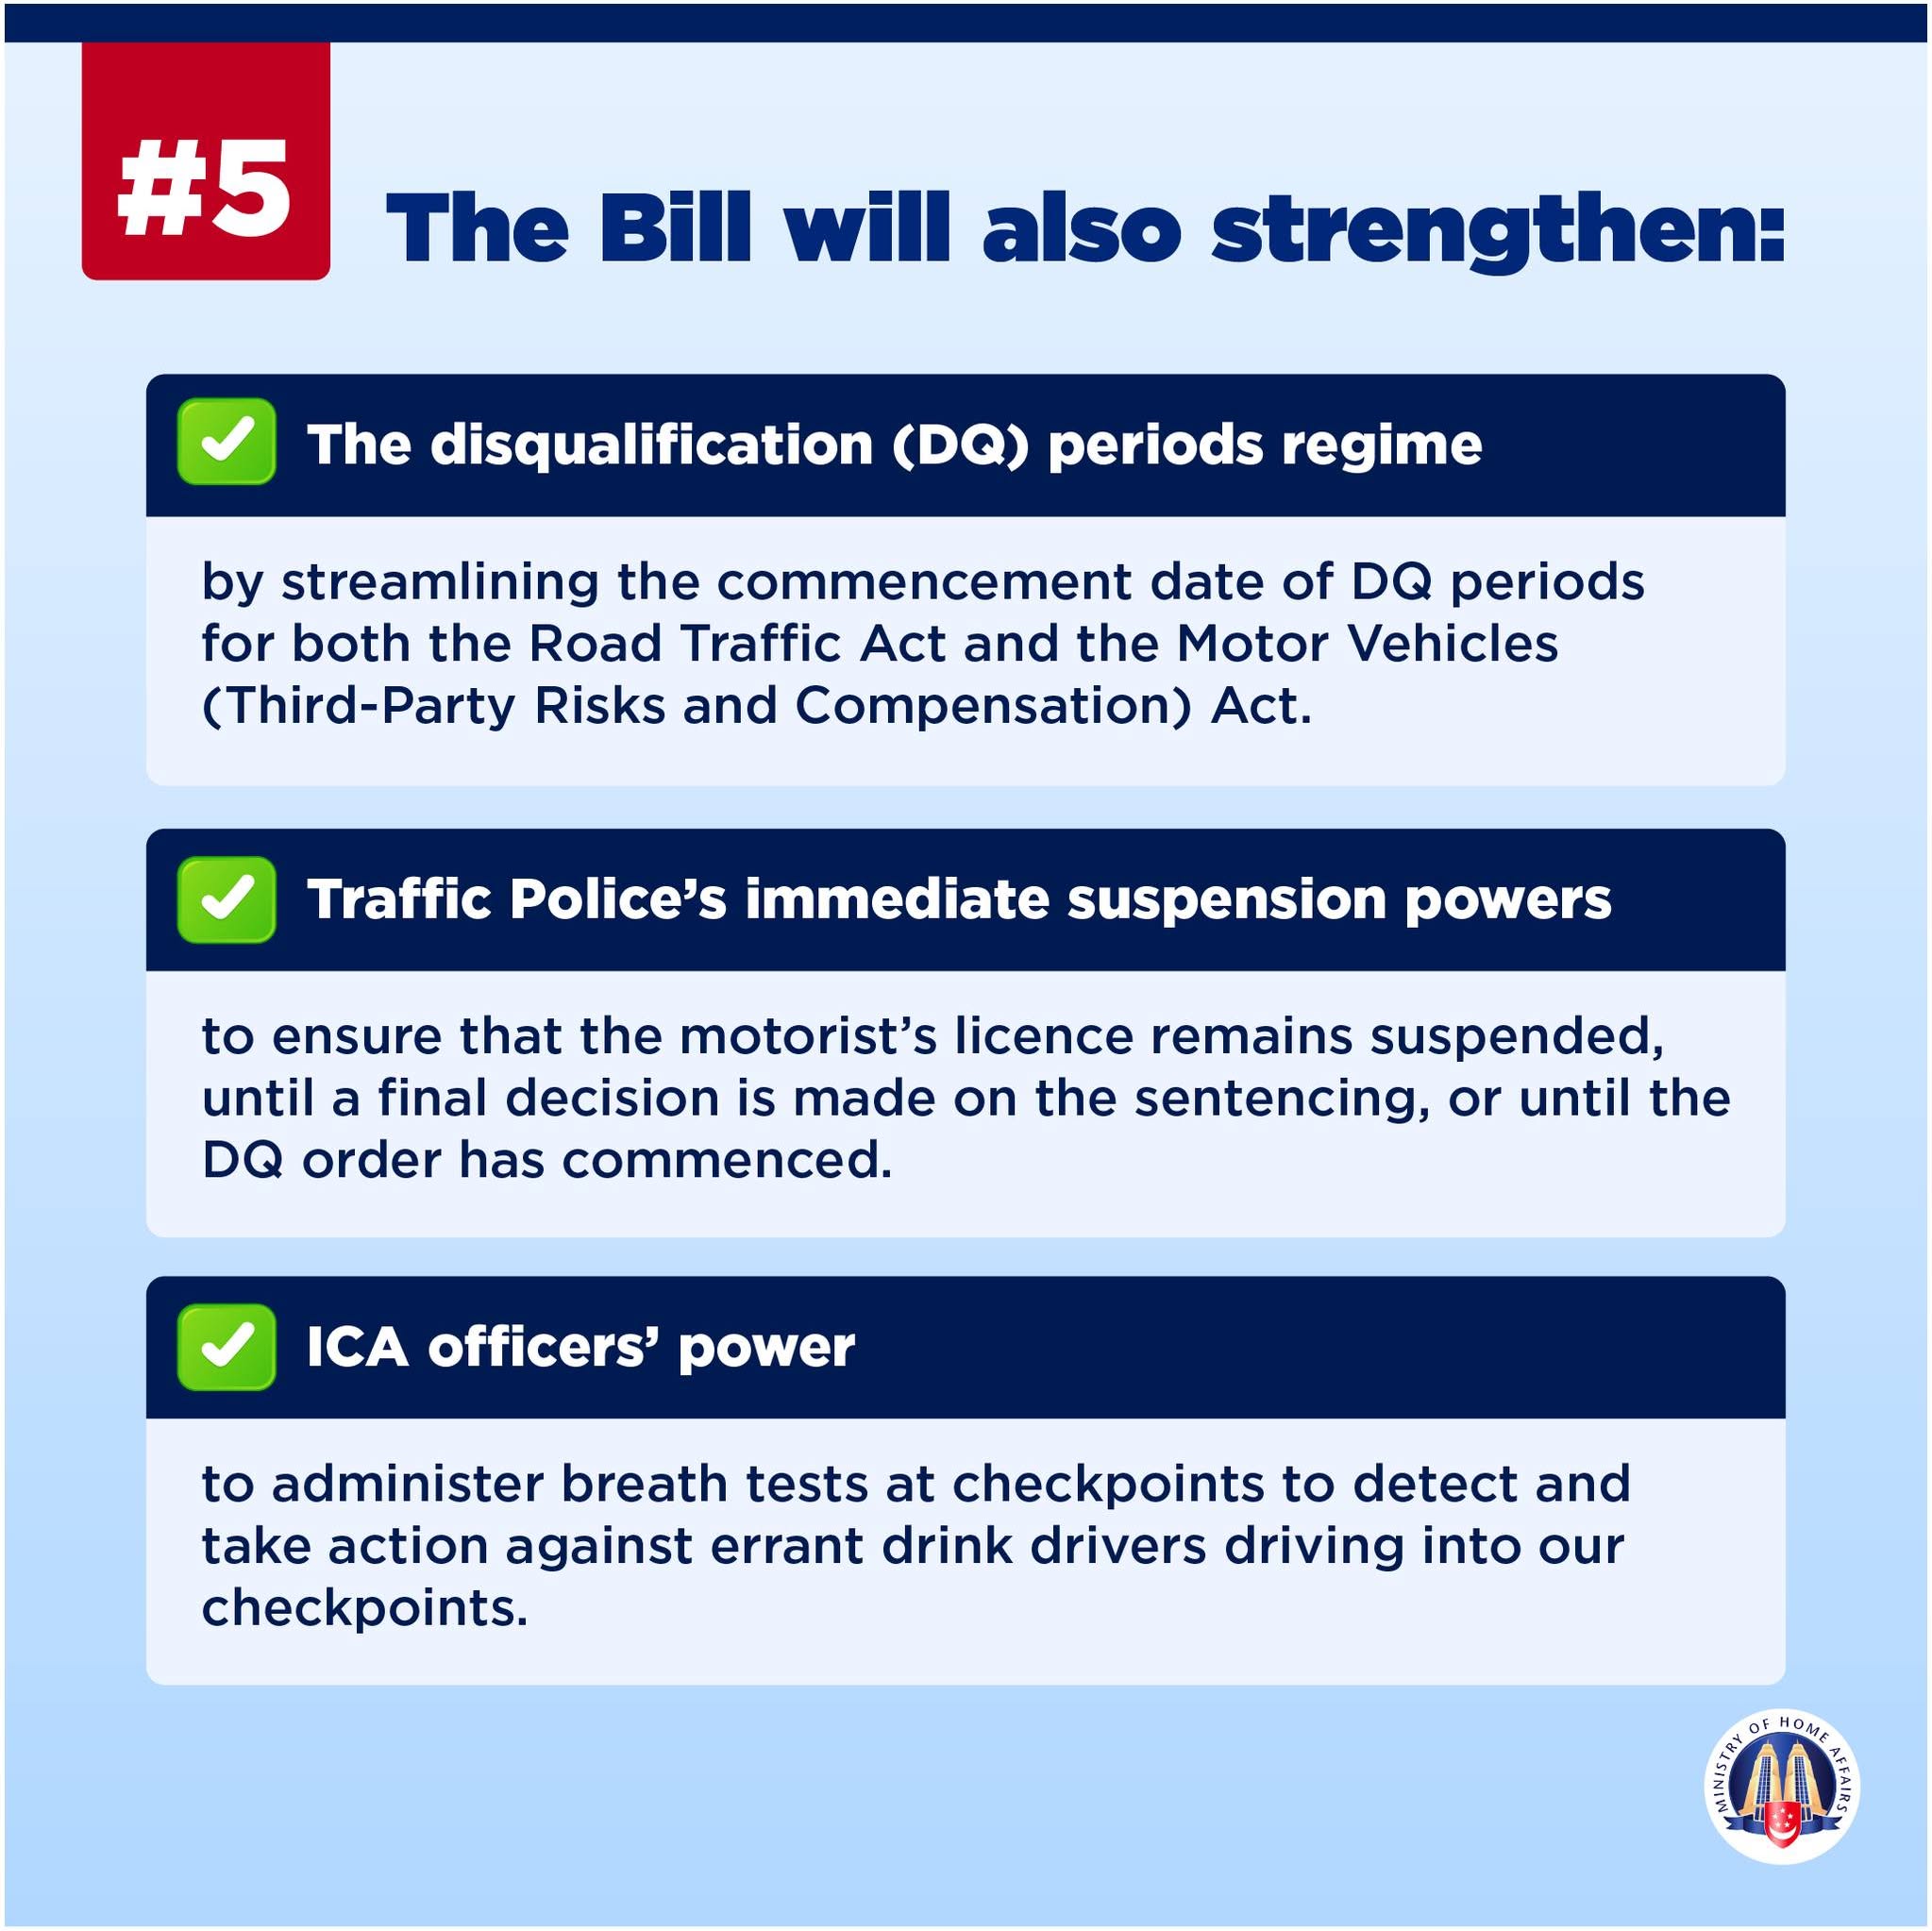 #5
The Bill will also strengthen:
The disqualification (DQ) periods regime
by streamlining the commencement date of DQ periods
for both the Road Traffic Act and the Motor Vehicles
(Third-Party Risks and Compensation) Act.
Traffic Police’s immediate suspension powers
to ensure that the motorist’s licence remains suspended,
until a final decision is made on the sentencing, or until the
DQ order has commenced.
ICA officers’ power
to administer breath tests at checkpoints to detect and
take action against errant drink drivers driving into our
checkpoints.
MINISTRY OF HOME AFFAIRS